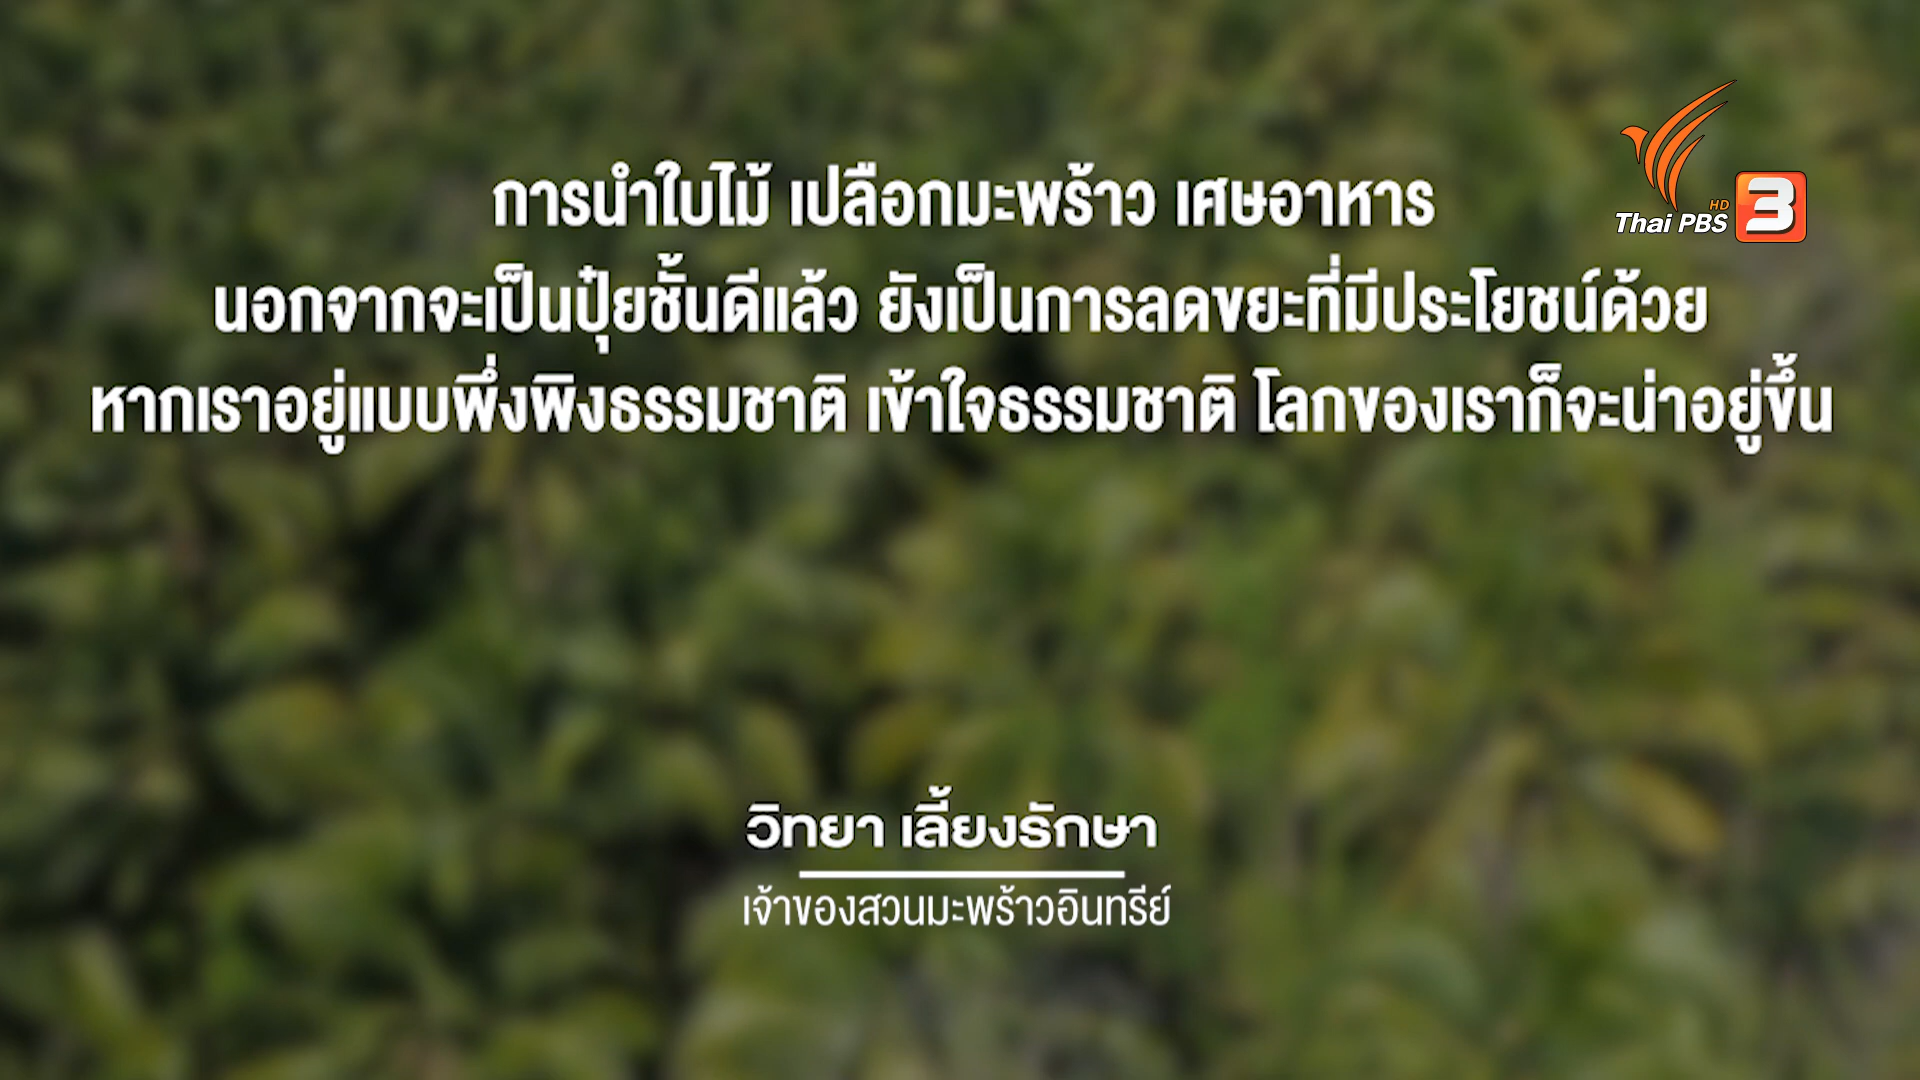 การนำใบไม้ เปลือกมะพร้าว เศษอาหาร
นอกจากจะเป็นปุ๋ยชั้นดีแล้ว ยังเป็นการลดขยะที่มีประโยชน์ด้วย
หากเราอยู่แบบพึ่งพิงธรรมชาติ เข้าใจธรรมชาติ โลกของเราก็จะน่าอยู่ขึ้น
Thai PBS HD 3
วิทยา เลี้ยงรักษา
เจ้าของสวนมะพร้าวอินทรีย์